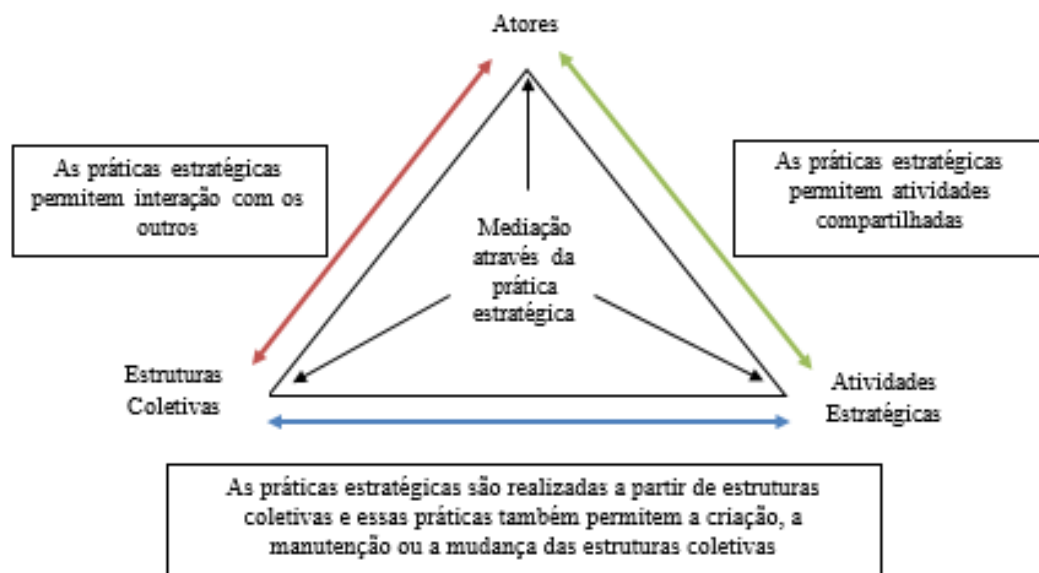 Atores
As práticas estratégicas
permitem interação com os
outros
As práticas estratégicas
permitem atividades
compartilhadas
Mediação
através da
prática
estratégica
Estruturas
Coletivas
Atividades
Estratégicas
As práticas estratégicas são realizadas a partir de estruturas
coletivas e essas práticas também permitem a criação, a
manutenção ou a mudança das estruturas coletivas